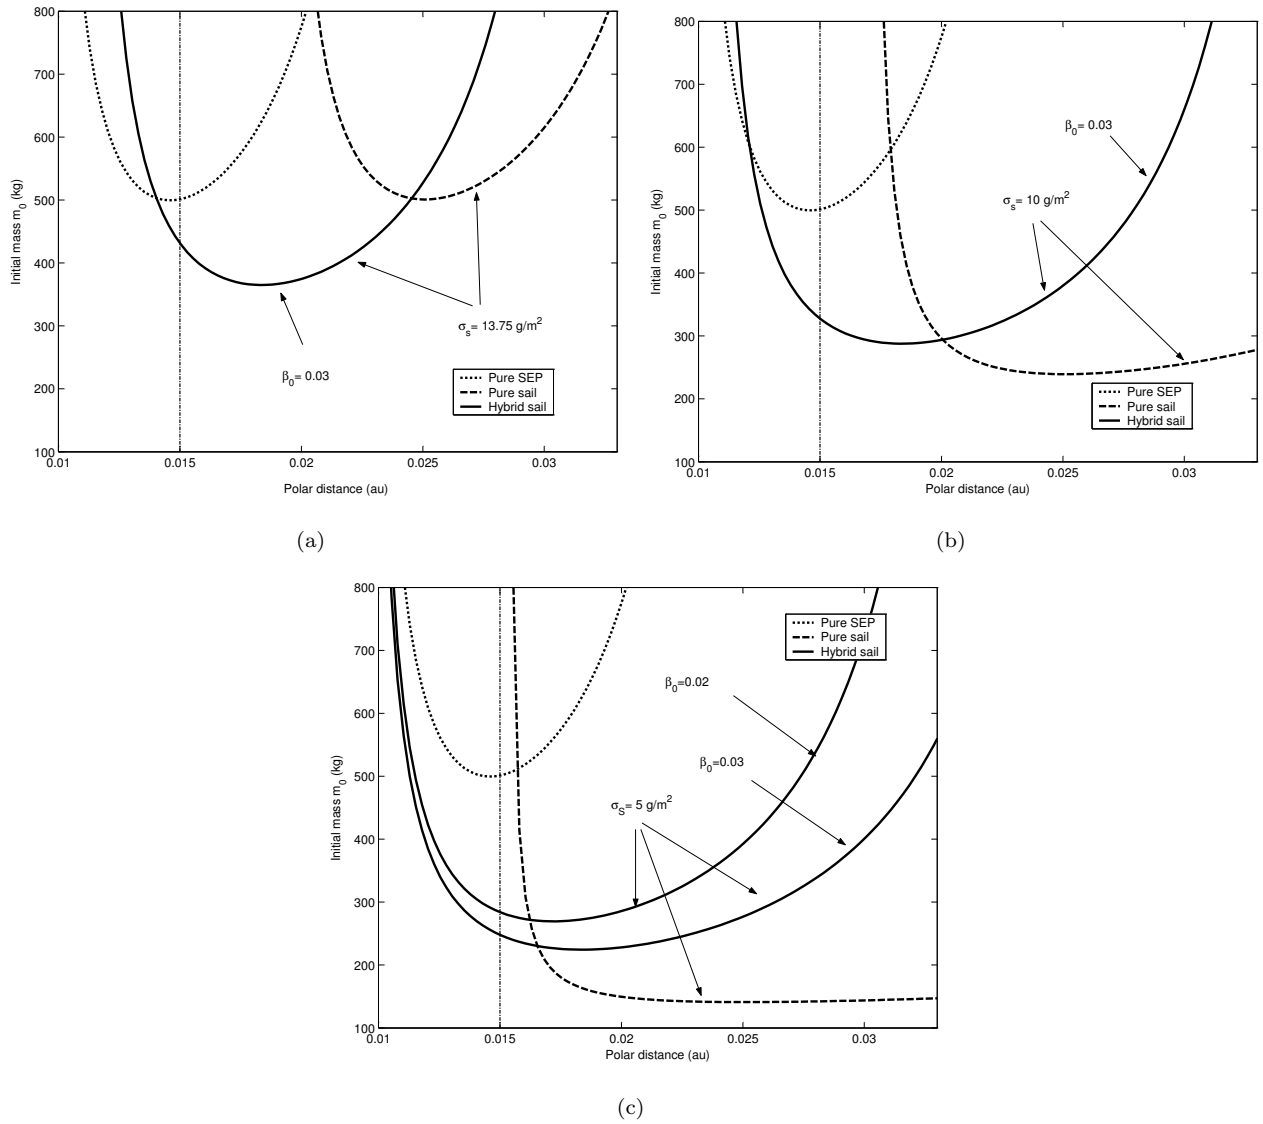 800
700
600
500
400
300
200
100
Initial mass m0 (kg)
0.01
0.015
0.02
0.025
0.03
Polar distance (au)
σs= 13.75 g/m2
β0= 0.03
Pure SEP
Pure sail
Hybrid sail
(a)
800
700
600
500
400
300
200
100
Initial mass m0 (kg)
0.01
0.015
0.02
0.025
0.03
Polar distance (au)
β0= 0.03
σs= 10 g/m2
Pure SEP
Pure sail
Hybrid sail
(b)
800
700
600
500
400
300
200
100
Initial mass m0 (kg)
0.01
0.015
0.02
0.025
0.03
Polar distance (au)
Pure SEP
Pure sail
Hybrid sail
β0=0.02
β0=0.03
σS= 5 g/m2
(c)